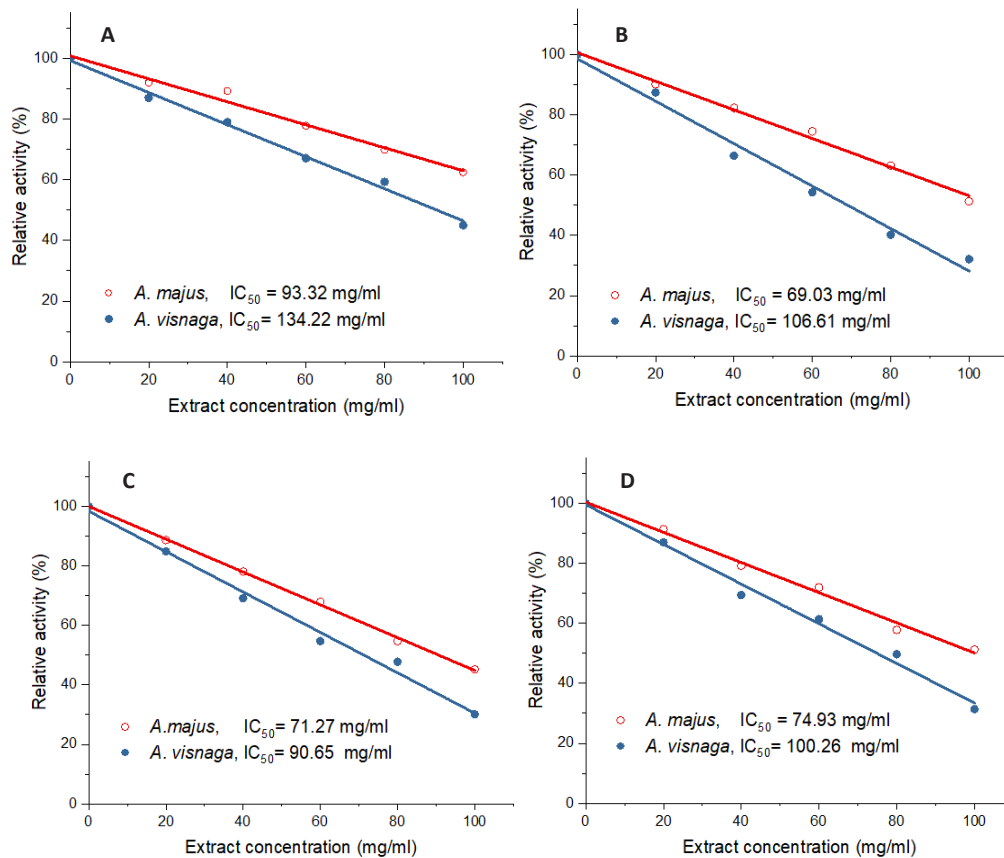 A
Relative activity (%)
100
80
60
40
20
0
A. majus, IC50 = 93.32 mg/ml
A. visnaga, IC50= 134.22 mg/ml
0 20 40 60 80 100
Extract concentration (mg/ml)
B
Relative activity (%)
100
80
60
40
20
0
A. majus, IC50 = 69.03 mg/ml
A. visnaga, IC50= 106.61 mg/ml
0 20 40 60 80 100
Extract concentration (mg/ml)
C
Relative activity (%)
100
80
60
40
20
0
A.majus, IC50= 71.27 mg/ml
A. visnaga, IC50= 90.65 mg/ml
0 20 40 60 80 100
Extract concentration (mg/ml)
D
Relative activity (%)
100
80
60
40
20
0
A. majus, IC50 = 74.93 mg/ml
A. visnaga, IC50= 100.26 mg/ml
0 20 40 60 80 100
Extract concentration (mg/ml)